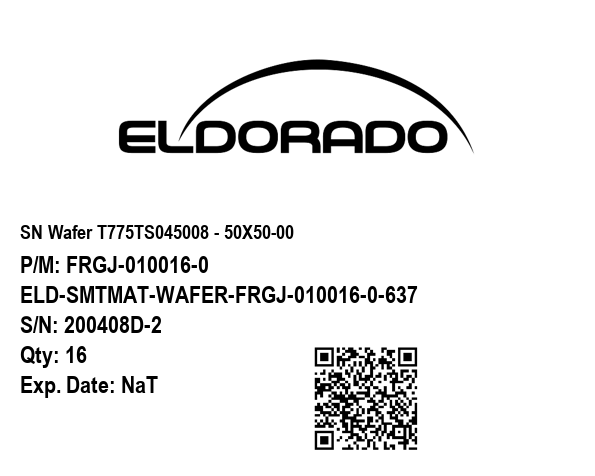 ELDORADO
SN Wafer T775TS045008 - 50X50-00
P/M: FRGJ-010016-0
ELD-SMTMAT-WAFER-FRGJ-010016-0-637
S/N: 200408D-2
Qty: 16
Exp. Date: NaT